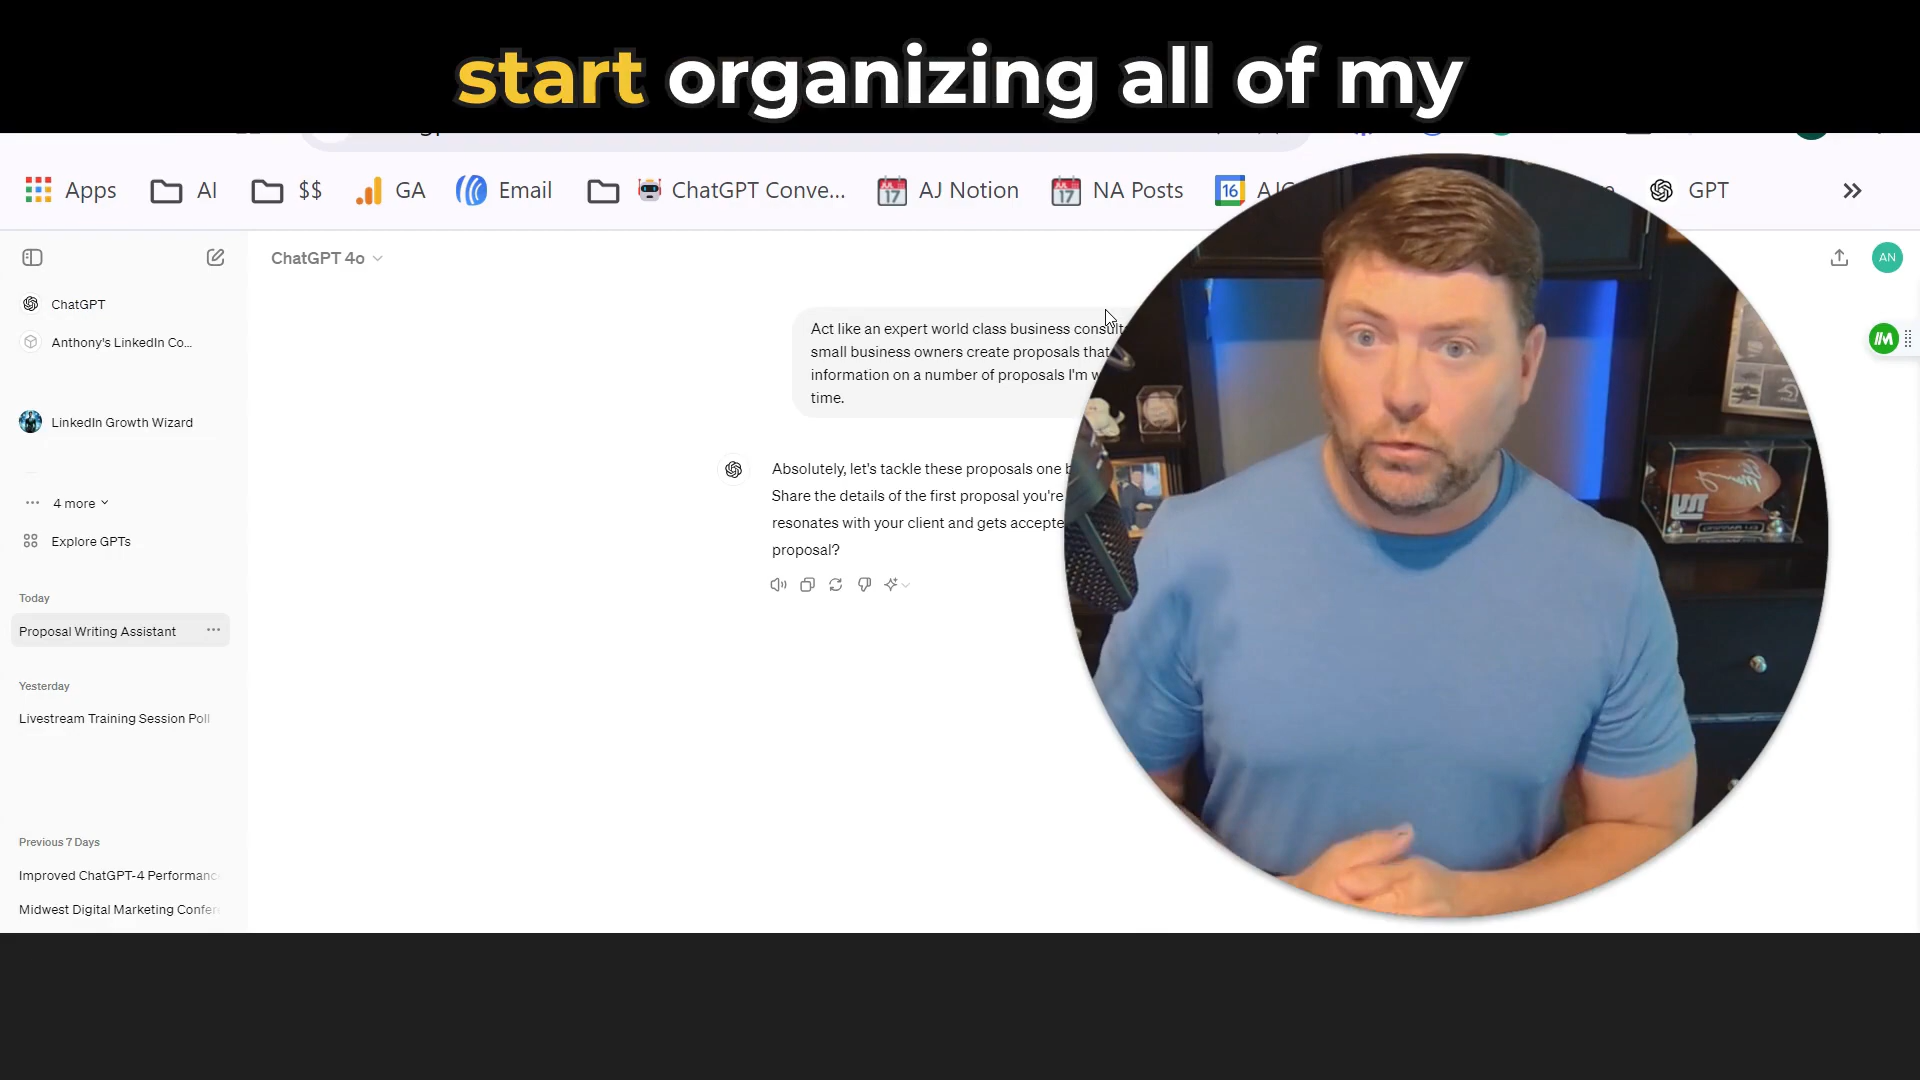 start organizing all of my
Apps
AI
$$
GA
Email
ChatGPT Conve...
AJ Notion
NA Posts
16
GPT
ChatGPT 4o
AN
ChatGPT
Anthony's LinkedIn Co...
LinkedIn Growth Wizard
4 more
Explore GPTs
Today
Proposal Writing Assistant
Yesterday
Livestream Training Session Poll
Previous 7 Days
Improved ChatGPT-4 Performanc
Midwest Digital Marketing Confer
Act like an expert world class business consult
small business owners create proposals that
information on a number of proposals I'm w
time.
Absolutely, let's tackle these proposals one b
Share the details of the first proposal you're
resonates with your client and gets accepte
proposal?